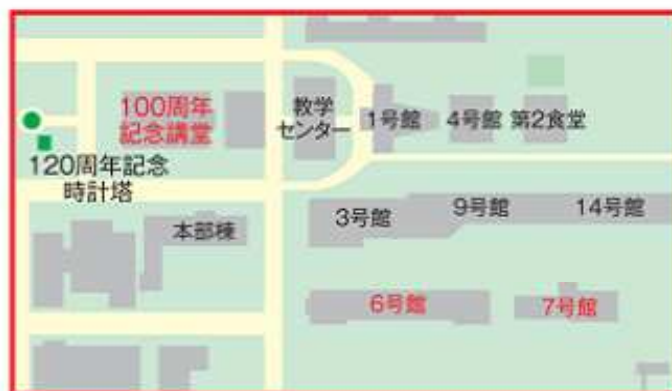 100周年
記念講堂
教学
センター
1号館
4号館
第2食堂
120周年記念
時計塔
本部棟
3号館
9号館
14号館
6号館
7号館